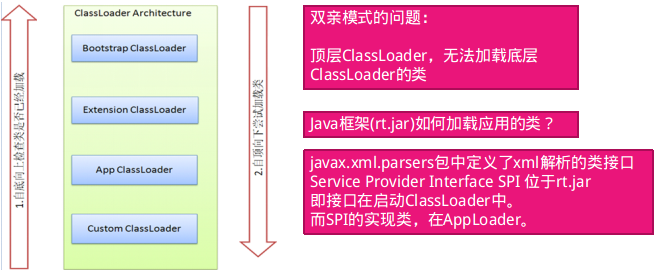 ClassLoader Architecture
Bootstrap ClassLoader
Extension ClassLoader
App ClassLoader
Custom ClassLoader
1.自底向上检查类是否已经加载
2.自顶向下尝试加载类
双亲模式的问题：
顶层ClassLoader，无法加载底层
ClassLoader的类
Java框架(rt.jar)如何加载应用的类？
javax.xml.parsers包中定义了xml解析的类接口
Service Provider Interface SPI 位于rt.jar
即接口在启动ClassLoader中。
而SPI的实现类，在AppLoader。